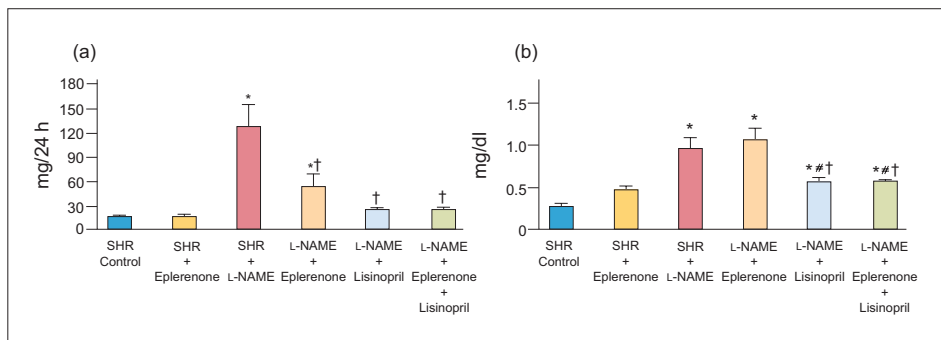 (a)
mg/24 h
180
150
120
90
60
30
0
*
*†
†
†
SHR
Control
SHR
+
Eplerenone
SHR
+
L-NAME
L-NAME
+
Eplerenone
L-NAME
+
Lisinopril
L-NAME
+
Eplerenone
+
Lisinopril
(b)
mg/dl
1.5
1.0
0.5
0
*
*
*≢†
*≢†
SHR
Control
SHR
+
Eplerenone
SHR
+
L-NAME
L-NAME
+
Eplerenone
L-NAME
+
Lisinopril
L-NAME
+
Eplerenone
+
Lisinopril